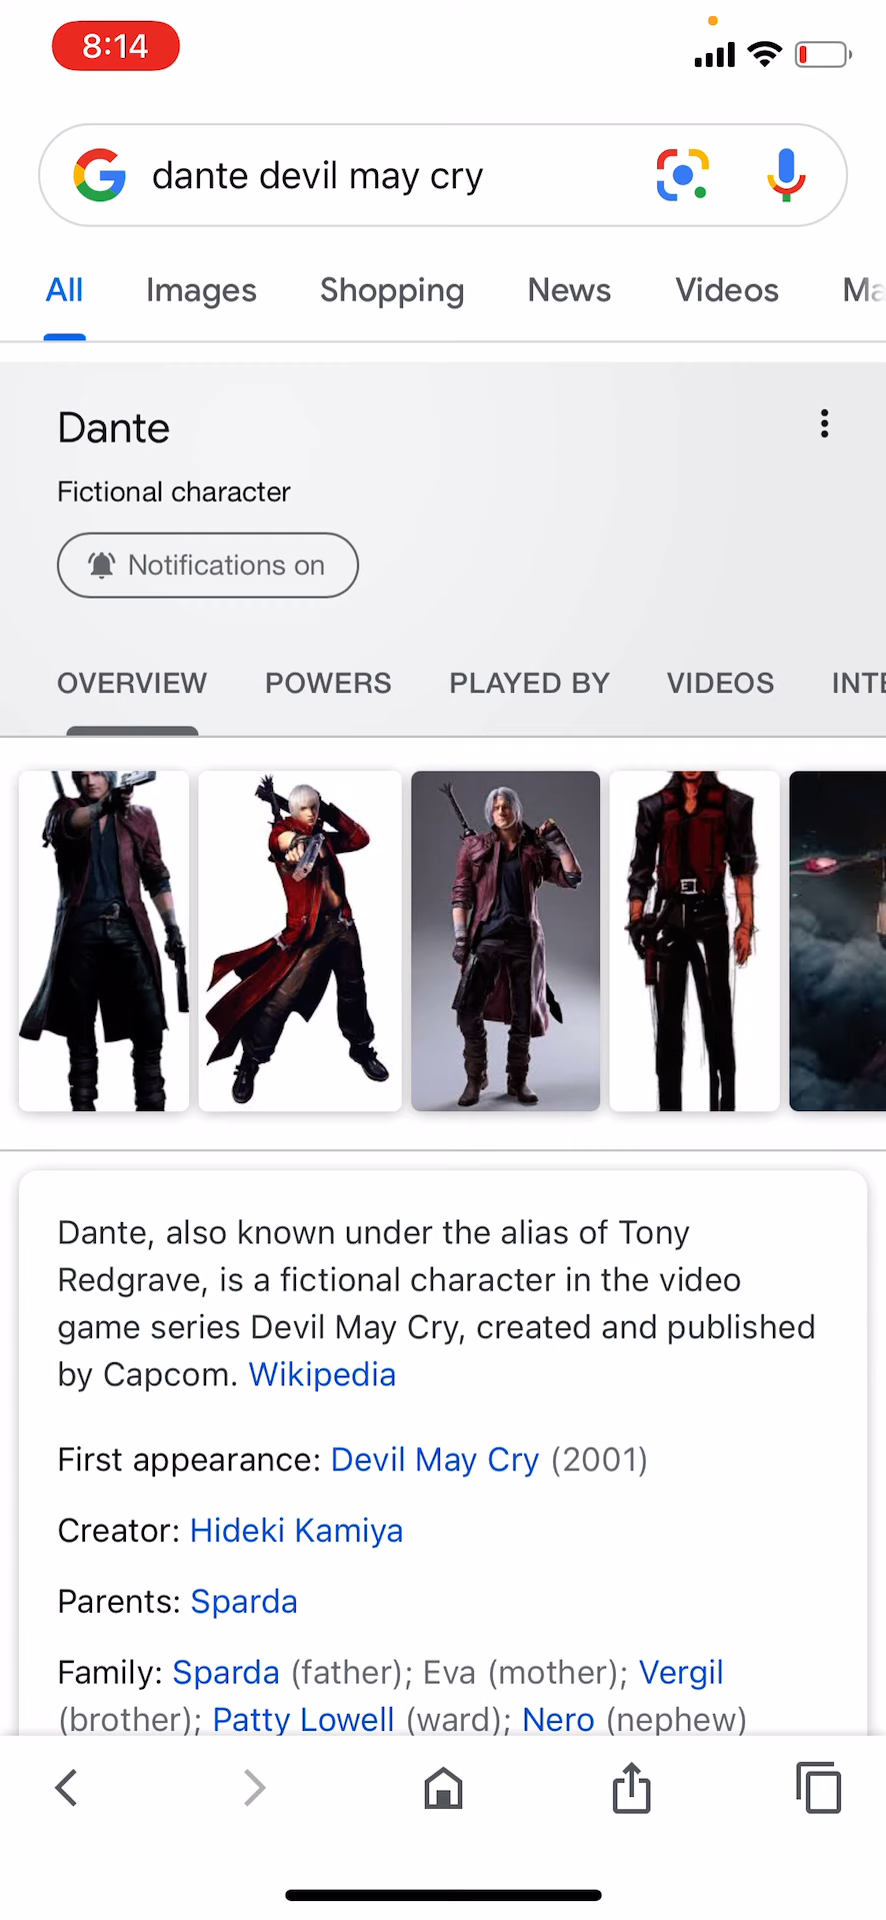 8:14
dante devil may cry
All Images Shopping News Videos Ma
Dante
Fictional character
Notifications on
OVERVIEW POWERS PLAYED BY VIDEOS INTE
Dante, also known under the alias of Tony
Redgrave, is a fictional character in the video
game series Devil May Cry, created and published
by Capcom. Wikipedia
First appearance: Devil May Cry (2001)
Creator: Hideki Kamiya
Parents: Sparda
Family: Sparda (father); Eva (mother); Vergil
(brother); Patty Lowell (ward); Nero (nephew)